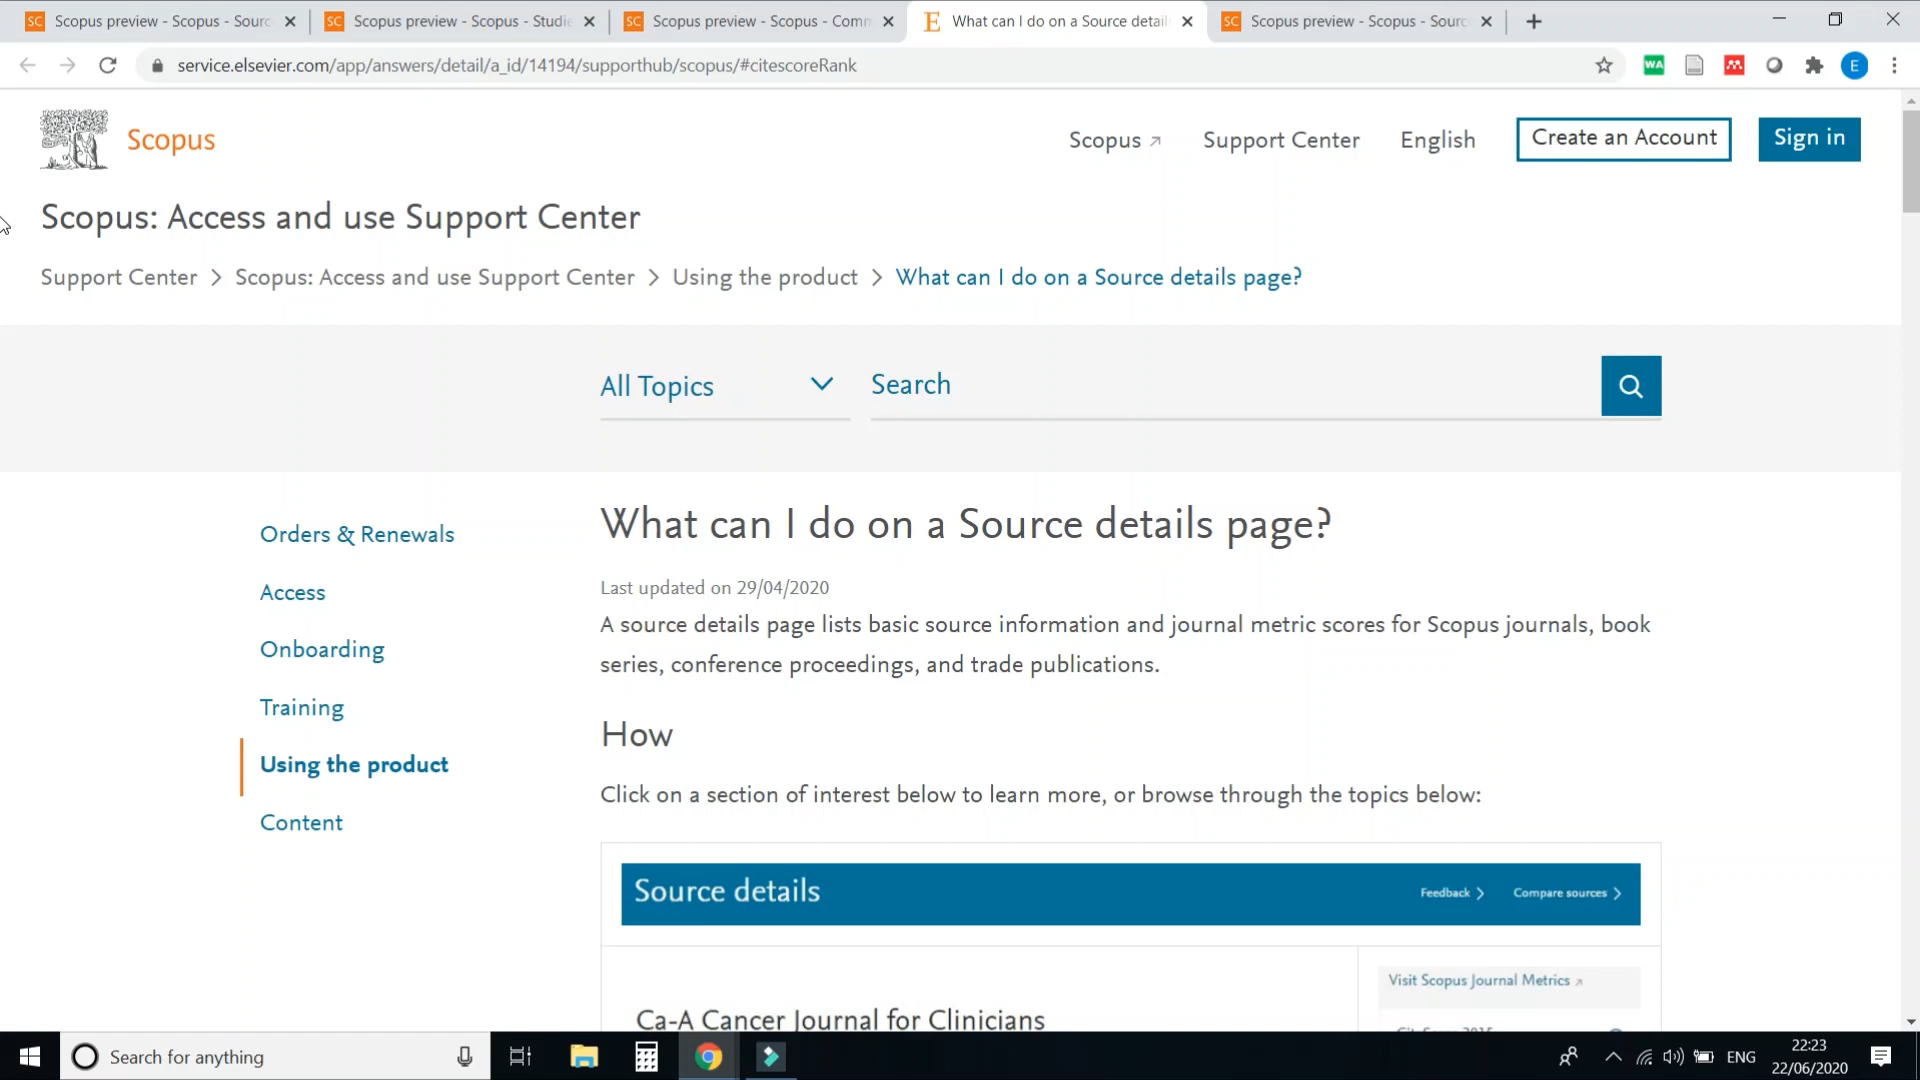 Scopus preview - Scopus - Sourc
Scopus preview - Scopus - Studie
Scopus preview - Scopus - Comm
What can I do on a Source detail
Scopus preview - Scopus - Sourc
service.elsevier.com/app/answers/detail/a_id/14194/supporthub/scopus/#citescoreRank
WA
E
Scopus
Scopus ↗
Support Center
English
Create an Account
Sign in
Scopus: Access and use Support Center
Support Center > Scopus: Access and use Support Center > Using the product > What can I do on a Source details page?
All Topics
Search
What can I do on a Source details page?
Last updated on 29/04/2020
A source details page lists basic source information and journal metric scores for Scopus journals, book
series, conference proceedings, and trade publications.
Orders & Renewals
Access
Onboarding
Training
Using the product
Content
How
Click on a section of interest below to learn more, or browse through the topics below:
Source details
Feedback >
Compare sources >
Visit Scopus Journal Metrics ↗
Ca-A Cancer Journal for Clinicians
Search for anything
ENG
22:23
22/06/2020